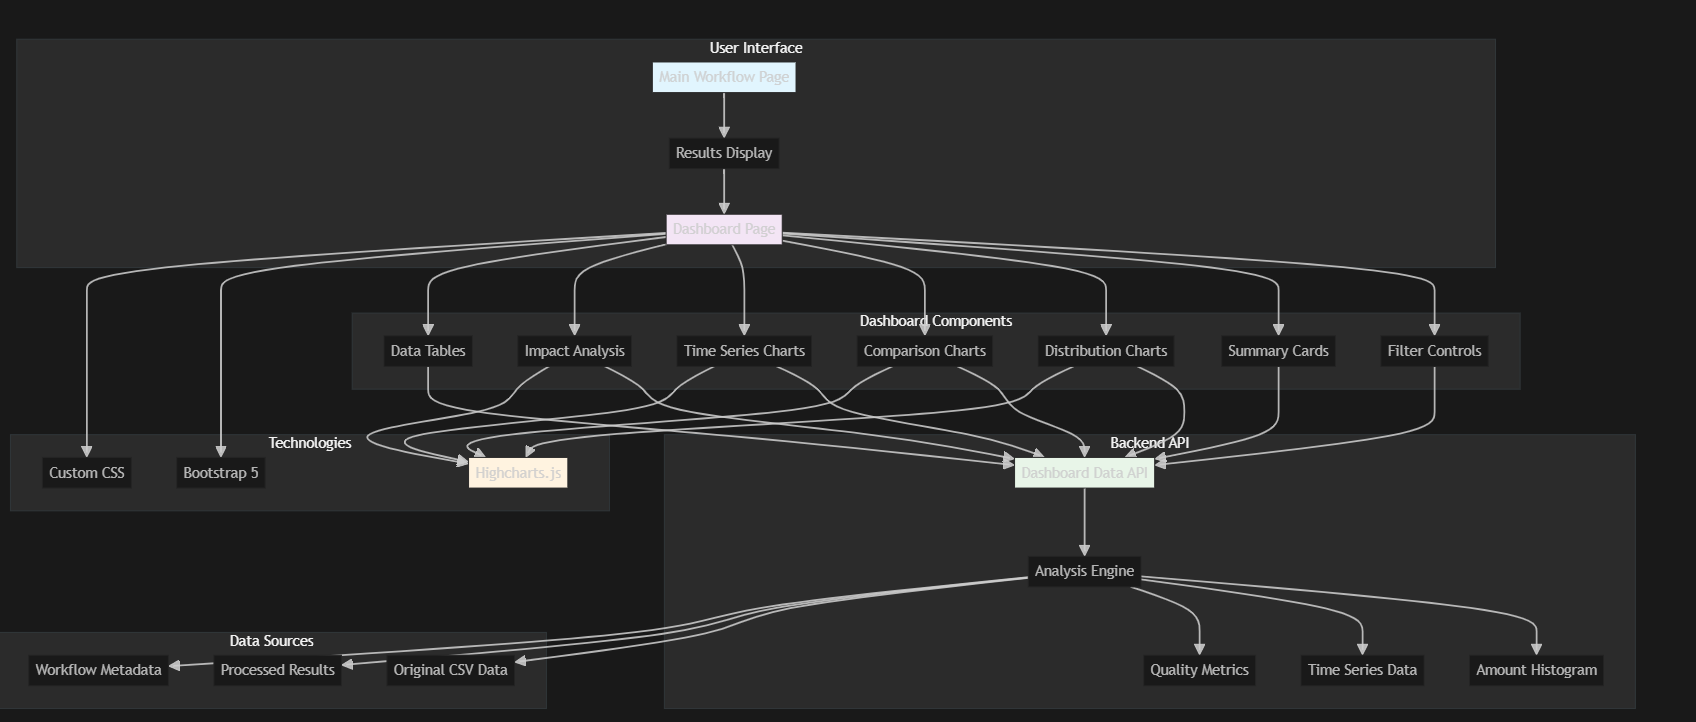 User Interface
Main Workflow Page
Results Display
Dashboard Page
Dashboard Components
Data Tables
Impact Analysis
Time Series Charts
Comparison Charts
Distribution Charts
Summary Cards
Filter Controls
Technologies
Custom CSS
Bootstrap 5
Highcharts.js
Backend API
Dashboard Data API
Analysis Engine
Data Sources
Workflow Metadata
Processed Results
Original CSV Data
Quality Metrics
Time Series Data
Amount Histogram